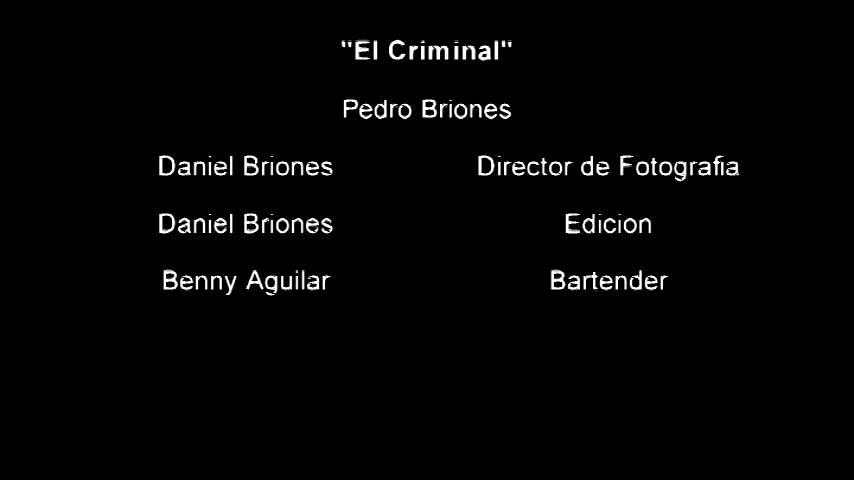 "El Criminal"
Pedro Briones
Daniel Briones Director de Fotografia
Daniel Briones Edicion
Benny Aguilar Bartender